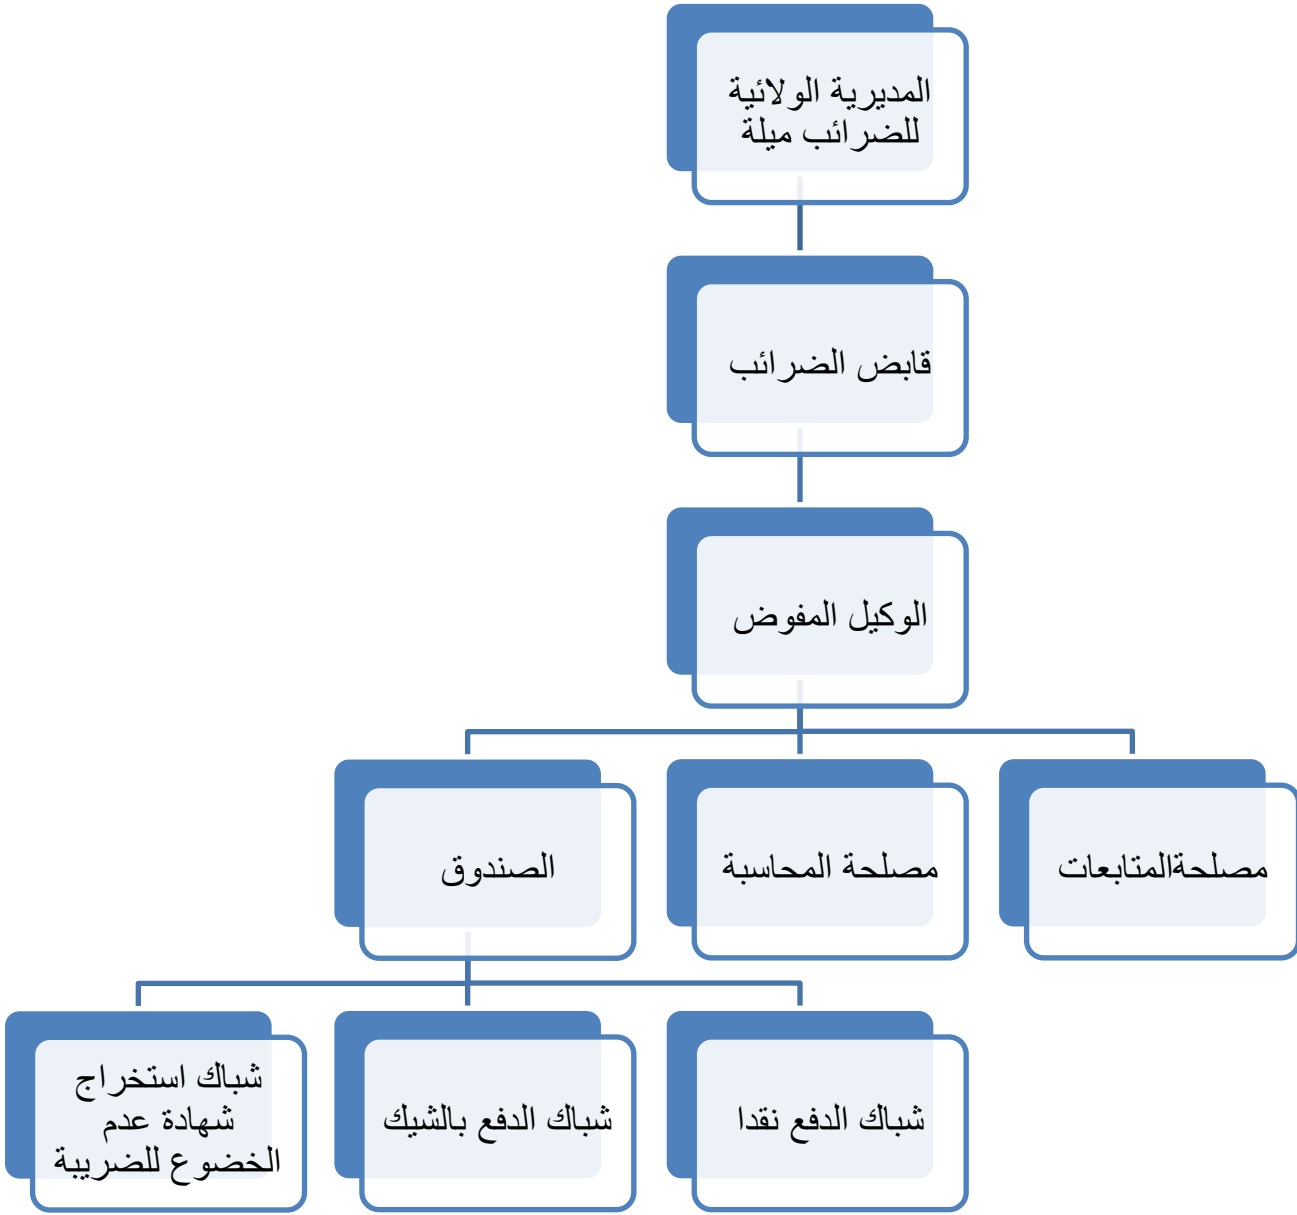 المديرية الولائية
للضرائب ميلة
قابض الضرائب
الوكيل المفوض
مصلحةالمتابعات
مصلحة المحاسبة
الصندوق
شباك الدفع نقدا
شباك الدفع بالشيك
شباك استخراج
شهادة عدم
الخضوع للضريبة